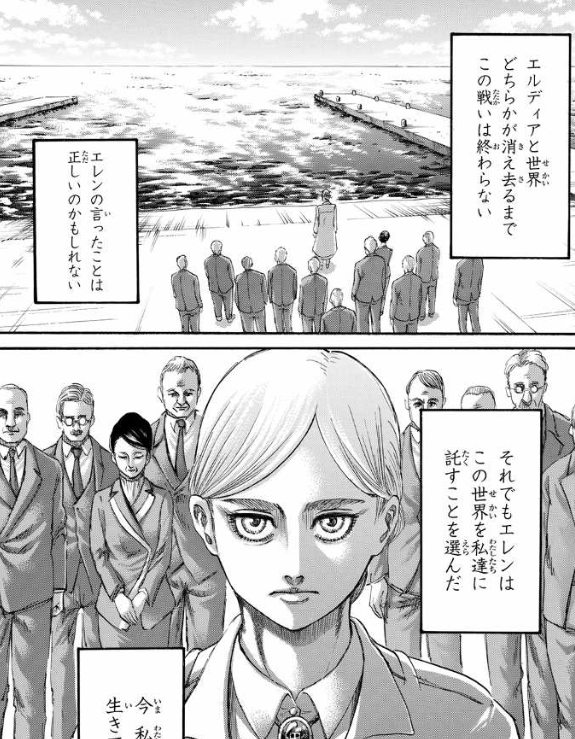 エルディアと世界
どちらかが消え去るまで
この戦いは終わらない
エレンの言ったことは
正しいのかもしれない
それでもエレンは
この世界を私達に
託すことを選んだ
今 私
生き